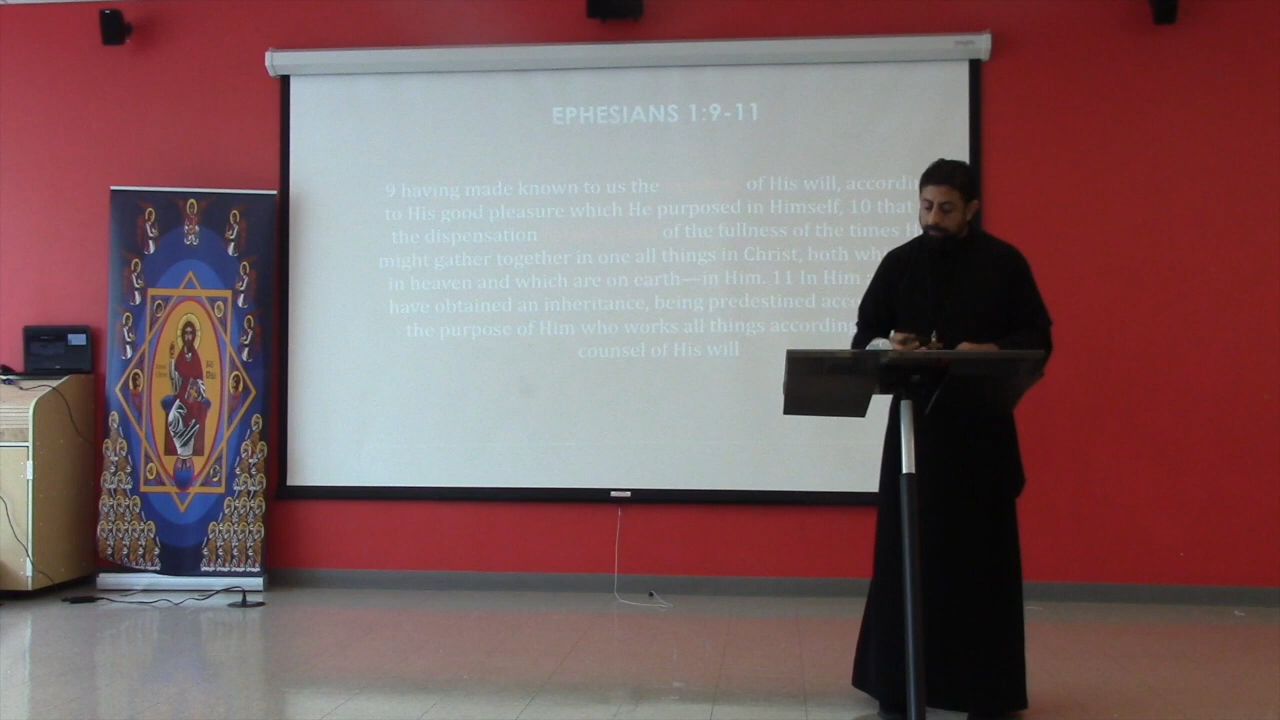 EPHESIANS 1:9-11
9 having made known to us the of His will, accordin
to His good pleasure which He purposed in Himself, 10 that
the dispensation of the fullness of the times H
might gather together in one all things in Christ, both wh
in heaven and which are on earth—in Him. 11 In Him a
have obtained an inheritance, being predestined acco
the purpose of Him who works all things according
counsel of His will